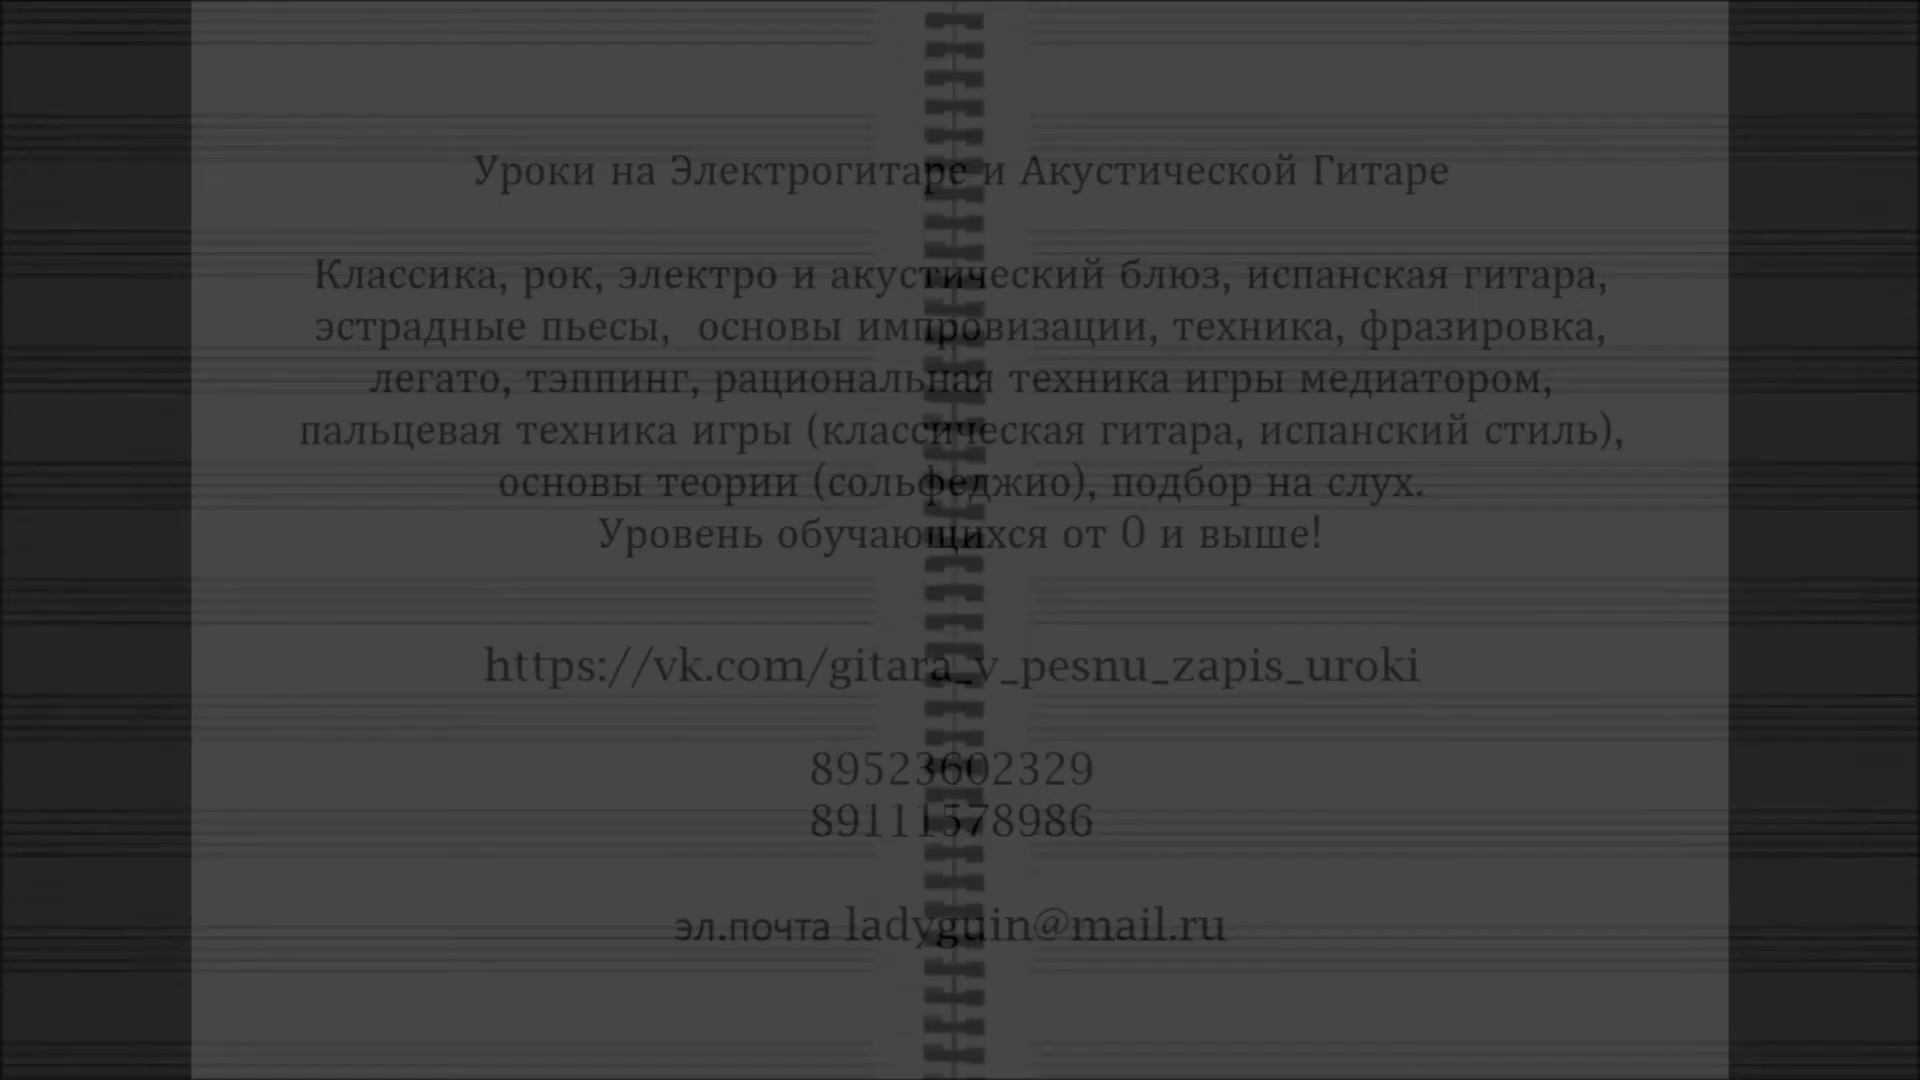 Уроки на Электрогитаре и Акустической Гитаре
Классика, рок, электро и акустический блюз, испанская гитара,
эстрадные пьесы, основы импровизации, техника, фразировка,
легато, тэппинг, рациональная техника игры медиатором,
пальцевая техника игры (классическая гитара, испанский стиль),
основы теории (сольфеджио), подбор на слух.
Уровень обучающихся от 0 и выше!
https://vk.com/gitara_v_pesnu_zapis_uroki
89523602329
89111578986
эл.почта ladyguin@mail.ru